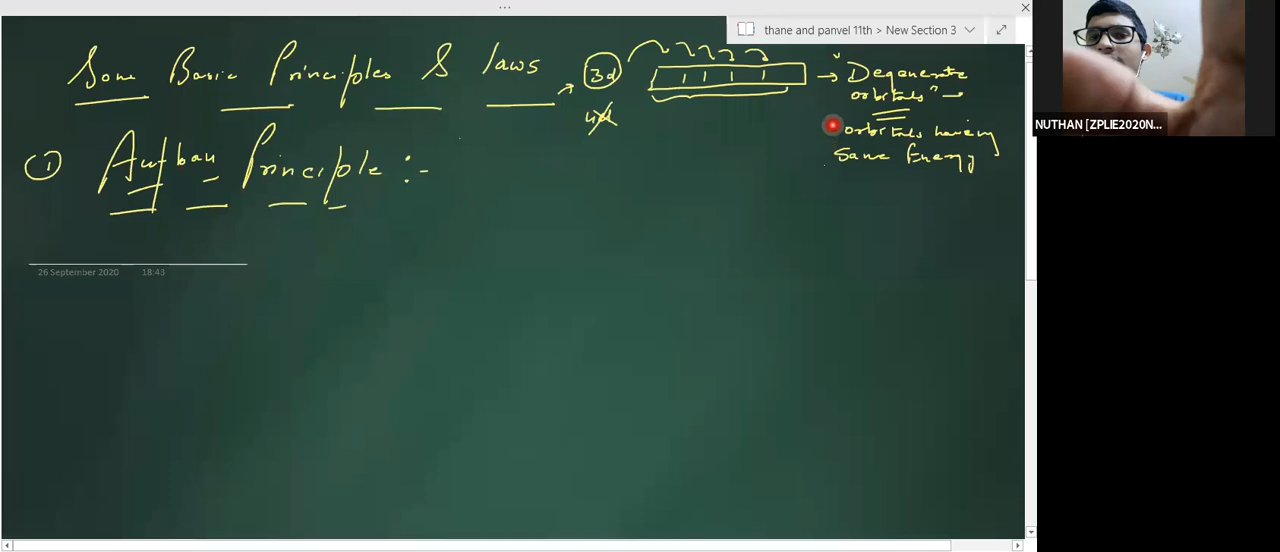 ...
thane and panvel 11th > New Section 3
Some Basic Principles & laws
3d
4d
→ "Degenerate
orbitals" →
orbitals having
Same Energy
① Aufbau Principle :-
26 September 2020 18:43
NUTHAN [ZPLIE2020N...